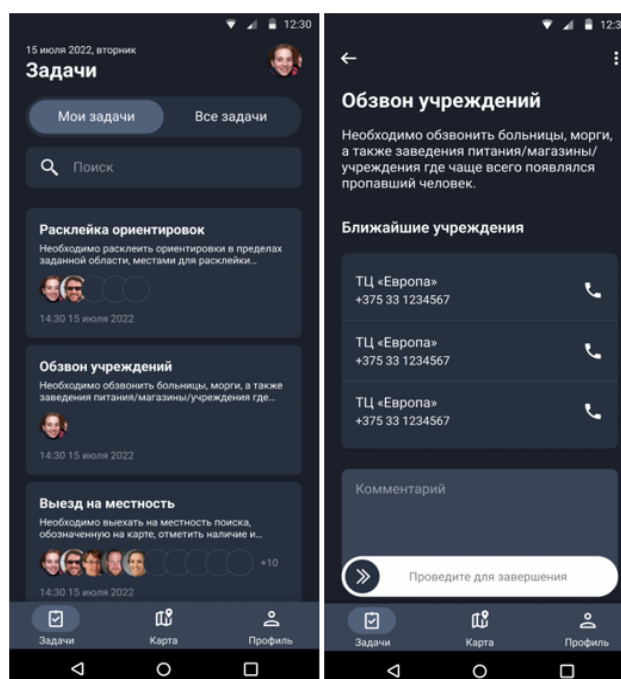 12:30
15 июля 2022, вторник
Задачи
Мои задачи
Все задачи
Поиск
Расклейка ориентировок
Необходимо расклеить ориентировки в пределах
заданной области, местами для расклейки...
14:30 15 июля 2022
Обзвон учреждений
Необходимо обзвонить больницы, морги, а также
заведения питания/магазины/учреждения где...
14:30 15 июля 2022
Выезд на местность
Необходимо выехать на местность поиска,
обозначенную на карте, отметить наличие и...
+10
14:30 15 июля 2022
Задачи
Карта
Профиль
12:3
Обзвон учреждений
Необходимо обзвонить больницы, морги,
а также заведения питания/магазины/
учреждения где чаще всего появлялся
пропавший человек.
Ближайшие учреждения
ТЦ «Европа»
+375 33 1234567
ТЦ «Европа»
+375 33 1234567
ТЦ «Европа»
+375 33 1234567
Комментарий
Проведите для завершения
Задачи
Карта
Профиль